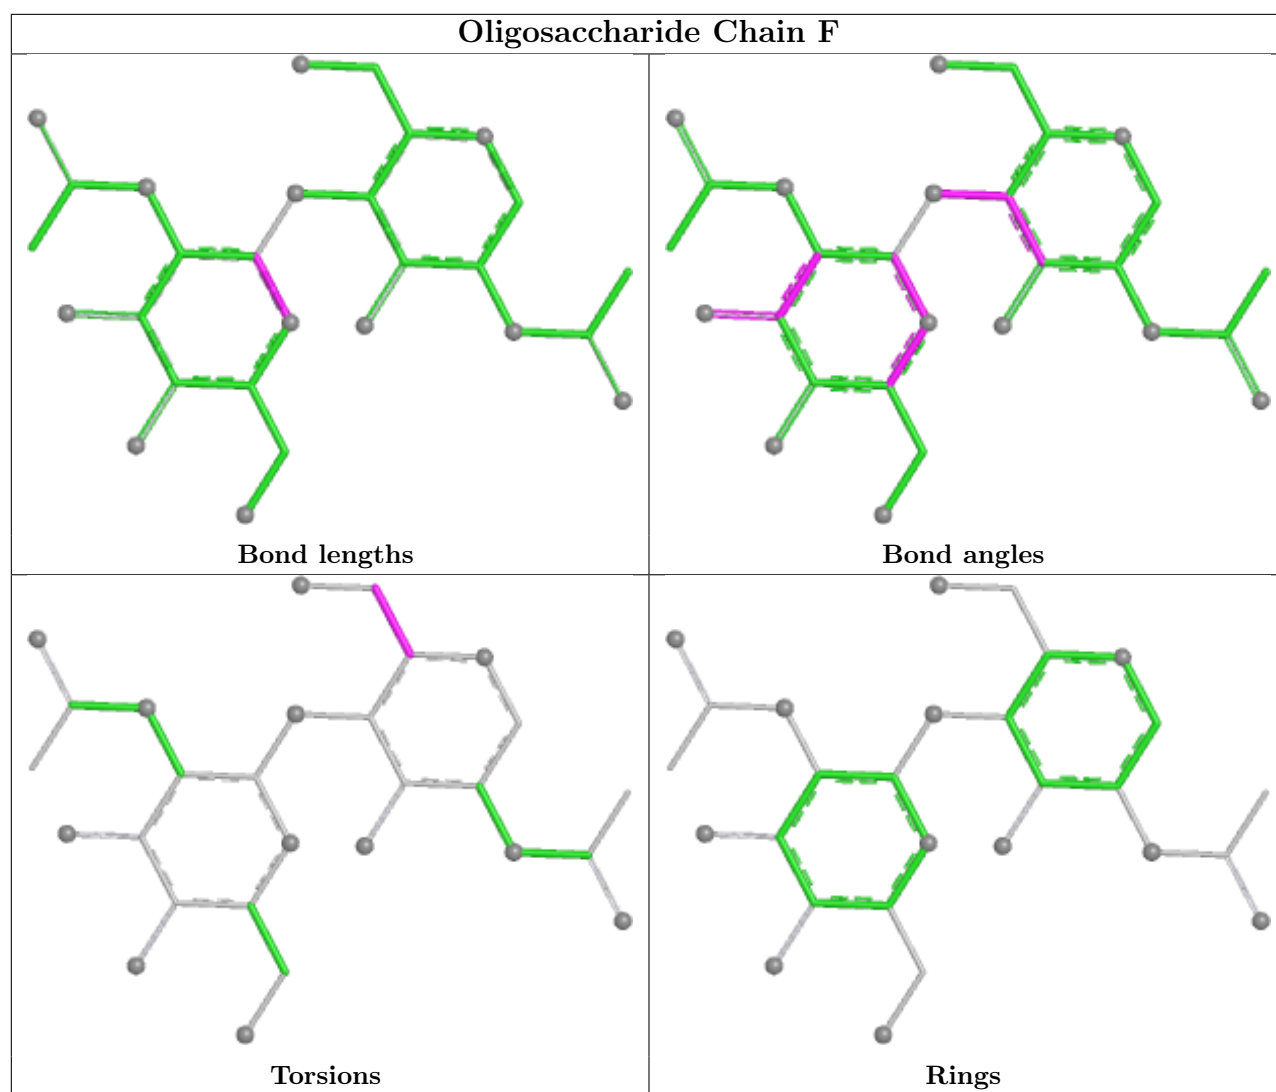 Oligosaccharide Chain F
Bond lengths
Bond angles
Torsions
Rings